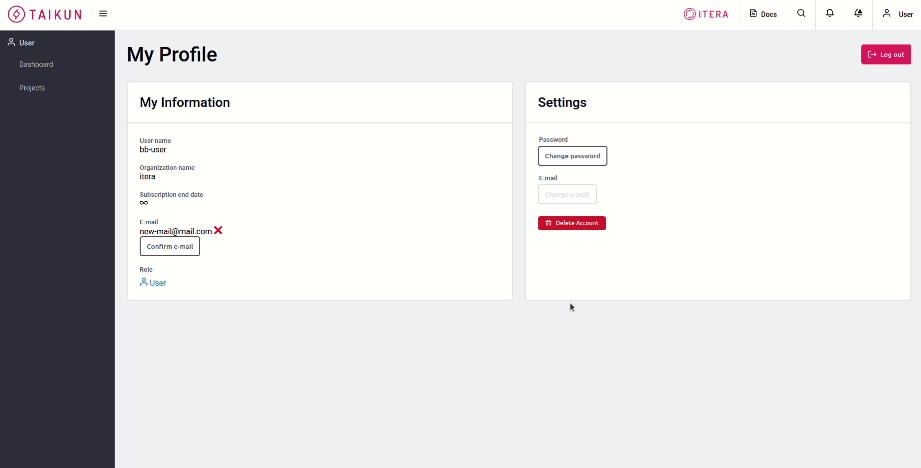 TAIKUN
ITERA
Docs
User
User
Dashboard
Projects
My Profile
Log out
My Information
User name
bb-user
Organization name
itera
Subscription end date
∞
E-mail
new-mail@mail.com
Confirm e-mail
Role
User
Settings
Password
Change password
E-mail
Change e-mail
Delete Account